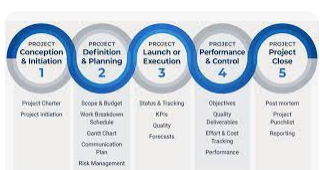 PROJECT
Conception
& Initiation
1
Project Charter
Project Initiation
PROJECT
Definition
& Planning
2
Scope & Budget
Work Breakdown
Schedule
Gantt Chart
Communication
Plan
Risk Management
PROJECT
Launch or
Execution
3
Status & Tracking
KPIs
Quality
Forecasts
PROJECT
Performance
& Control
4
Objectives
Quality
Deliverables
Effort & Cost
Tracking
Performance
PROJECT
Project
Close
5
Post mortem
Project
Punchlist
Reporting